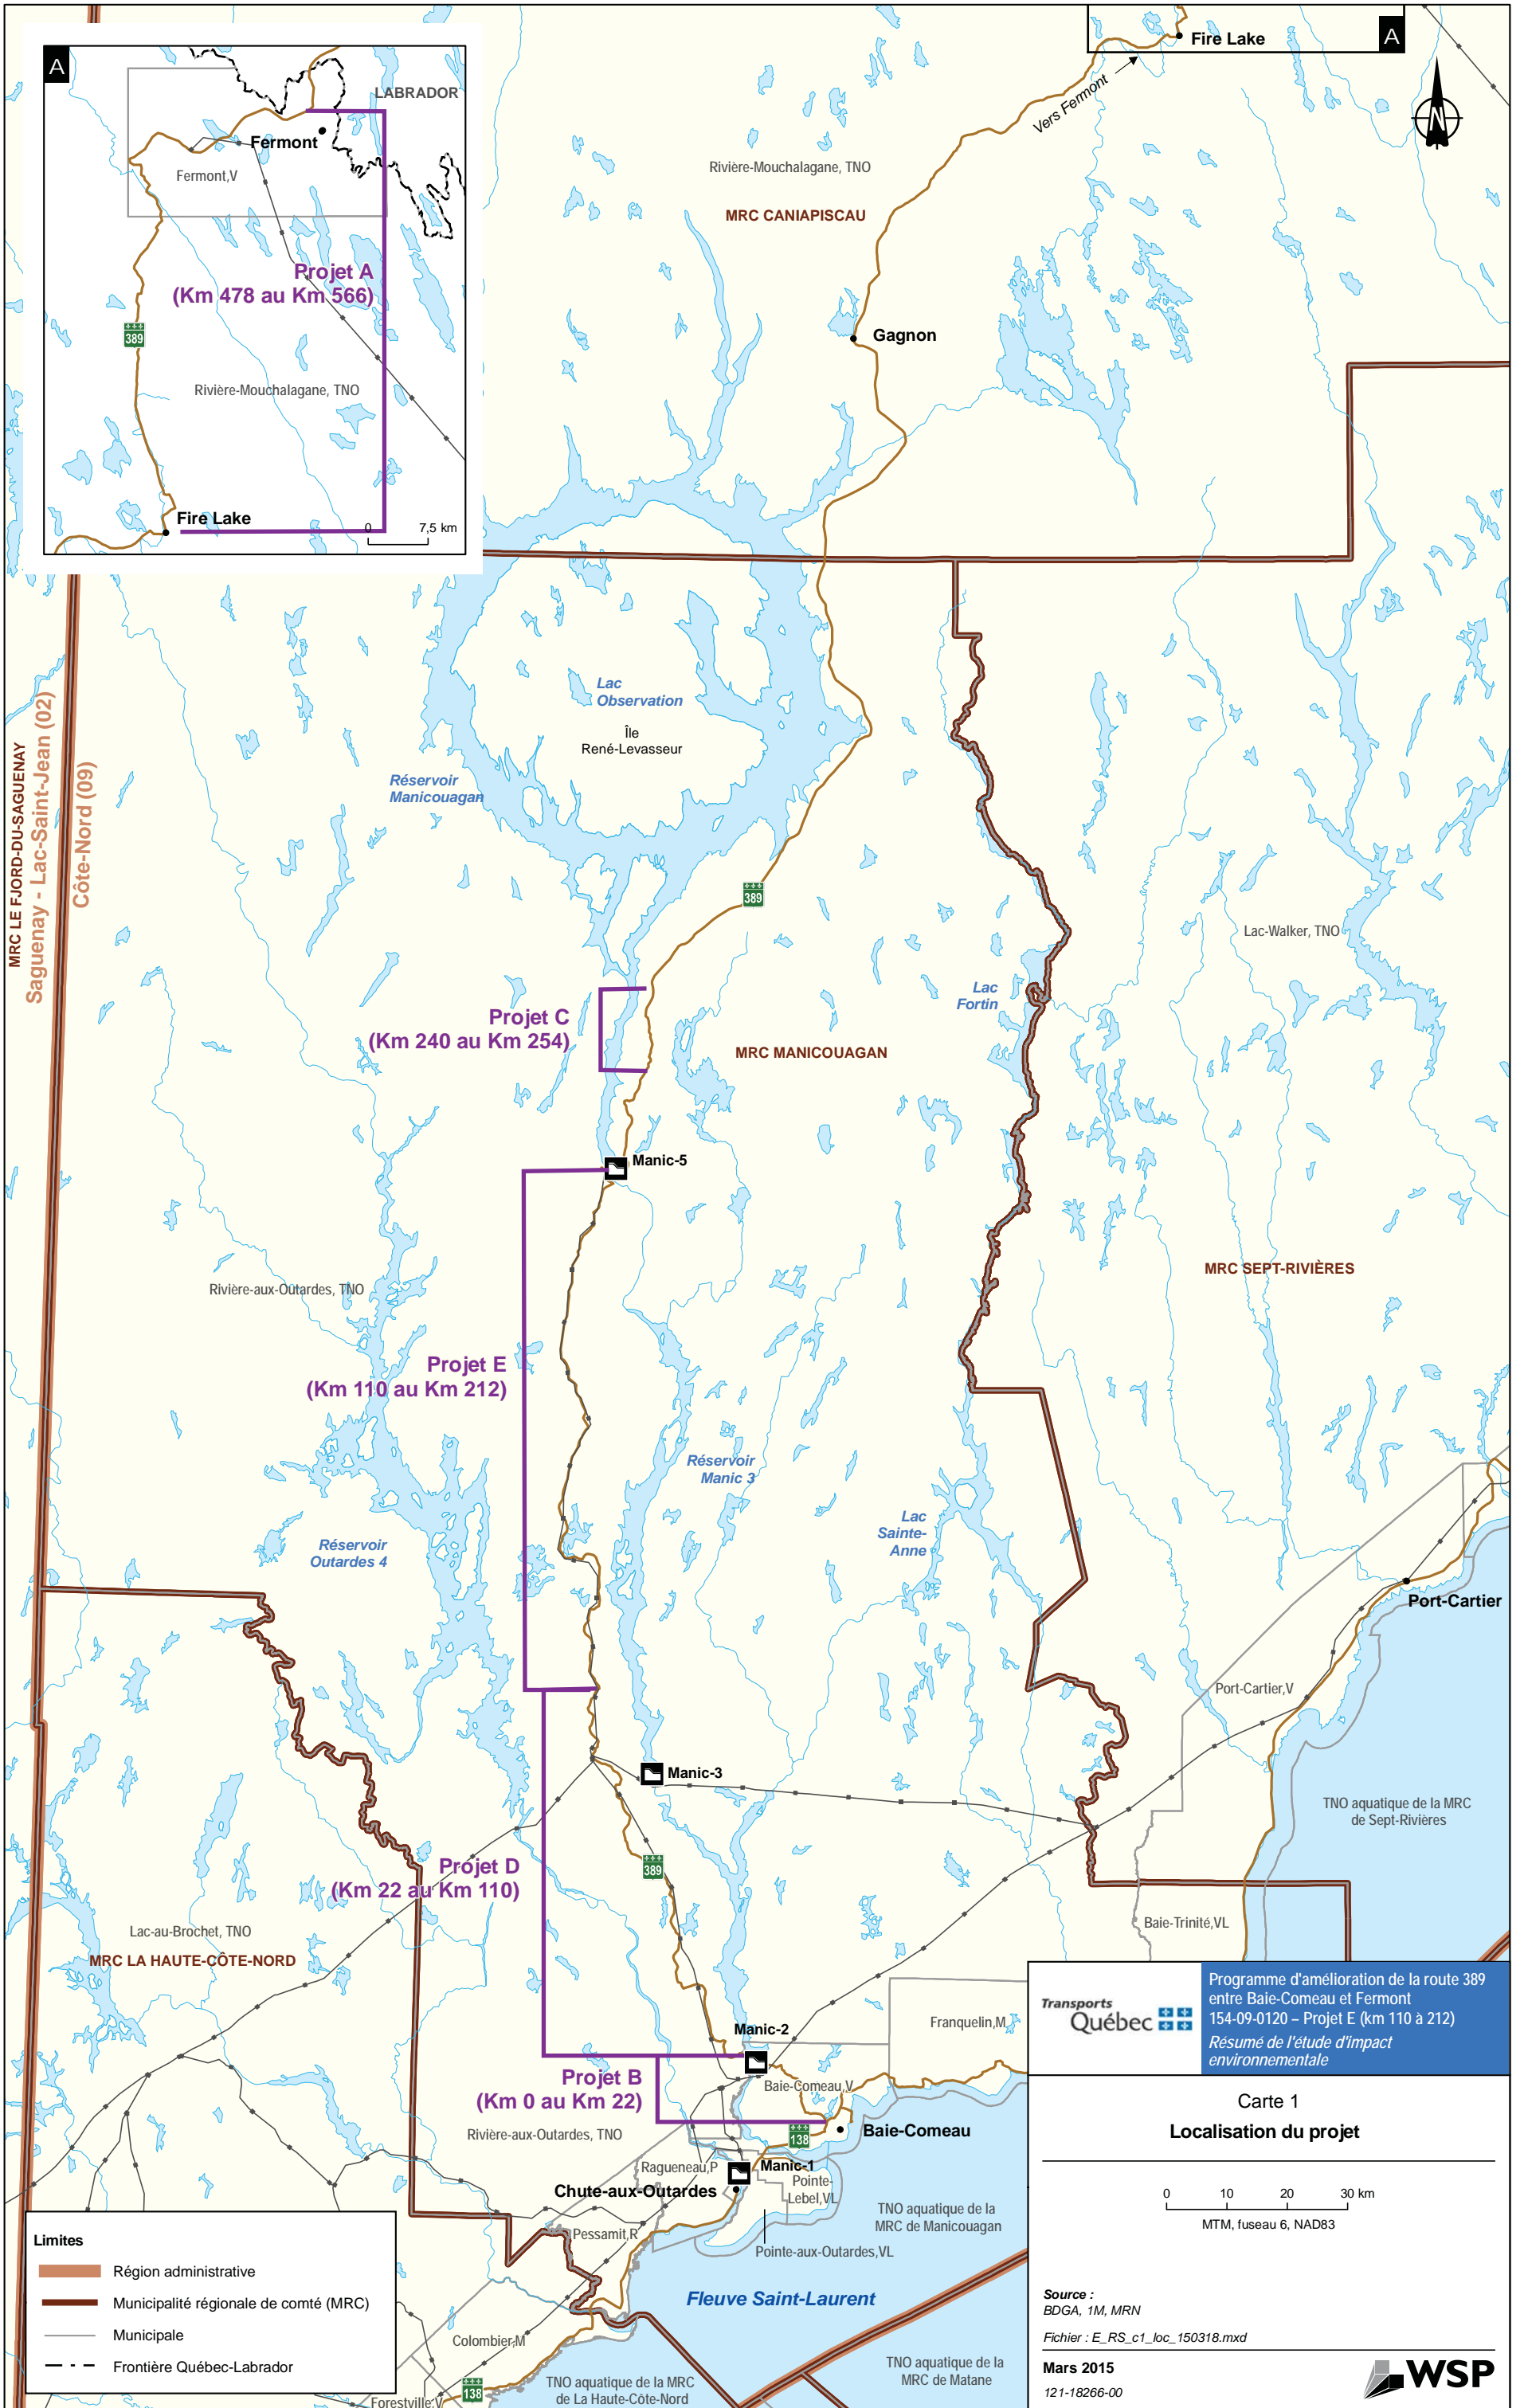 A
LABRADOR
Fermont
Fermont,V
Projet A
(Km 478 au Km 566)
389
Rivière-Mouchalagane, TNO
Fire Lake
0 7,5 km
Fire Lake
A
Vers Fermont
N
Rivière-Mouchalagane, TNO
MRC CANIAPISCAU
Gagnon
MRC LE FJORD-DU-SAGUENAY
Saguenay - Lac-Saint-Jean (02)
Côte-Nord (09)
Lac
Observation
Île
René-Levasseur
Réservoir
Manicouagan
389
Lac-Walker, TNO
Lac
Fortin
Projet C
(Km 240 au Km 254)
MRC MANICOUAGAN
Manic-5
Rivière-aux-Outardes, TNO
MRC SEPT-RIVIÈRES
Projet E
(Km 110 au Km 212)
Réservoir
Manic 3
Lac
Sainte-
Anne
Réservoir
Outardes 4
Port-Cartier
Port-Cartier,V
Manic-3
TNO aquatique de la MRC
de Sept-Rivières
389
Projet D
(Km 22 au Km 110)
Lac-au-Brochet, TNO
MRC LA HAUTE-CÔTE-NORD
Baie-Trinité,VL
Franquelin,M
Manic-2
Projet B
(Km 0 au Km 22)
Baie-Comeau,V
Rivière-aux-Outardes, TNO
138
Baie-Comeau
Ragueneau,P
Manic-1
Pointe-
Lebel,VL
Chute-aux-Outardes
TNO aquatique de la
MRC de Manicouagan
Pessamit,R
Pointe-aux-Outardes,VL
Fleuve Saint-Laurent
Colombier,M
TNO aquatique de la
MRC de Matane
TNO aquatique de la MRC
de La Haute-Côte-Nord
138
Forestville,V
Limites
Région administrative
Municipalité régionale de comté (MRC)
Municipale
Frontière Québec-Labrador
Transports
Québec
Programme d'amélioration de la route 389
entre Baie-Comeau et Fermont
154-09-0120 – Projet E (km 110 à 212)
Résumé de l'étude d'impact
environnementale
Carte 1
Localisation du projet
0 10 20 30 km
MTM, fuseau 6, NAD83
Source :
BDGA, 1M, MRN
Fichier : E_RS_c1_loc_150318.mxd
Mars 2015
121-18266-00
WSP